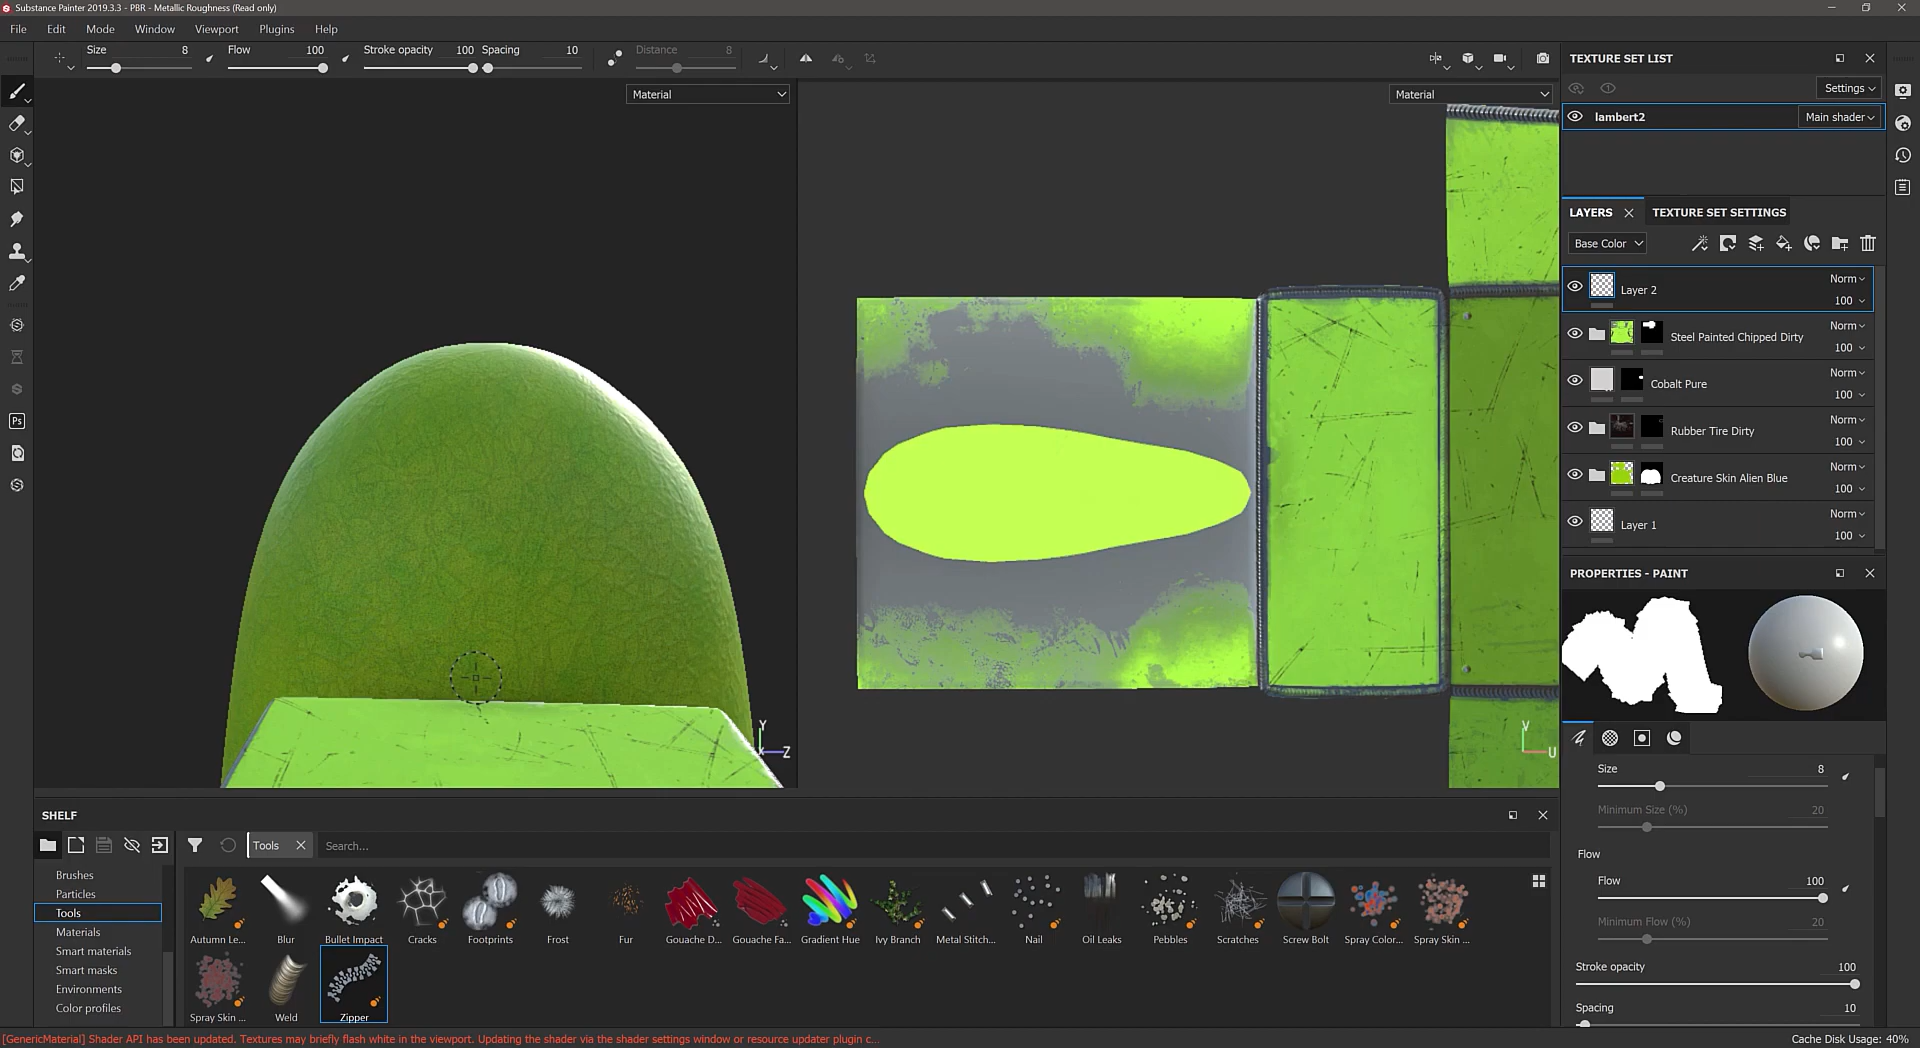 Substance Painter 2019.3.3 - PBR - Metallic Roughness (Read only)
File Edit Mode Window Viewport Plugins Help
Size 8 Flow 100 Stroke opacity 100 Spacing 10 Distance 8
Material
Material
TEXTURE SET LIST
Settings
lambert2 Main shader
LAYERS TEXTURE SET SETTINGS
Base Color
Layer 2 Norm 100
Steel Painted Chipped Dirty Norm 100
Cobalt Pure Norm 100
Rubber Tire Dirty Norm 100
Creature Skin Alien Blue Norm 100
Layer 1 Norm 100
Ps
Y
Z
V
U
PROPERTIES - PAINT
Size 8
Minimum Size (%) 20
Flow
Flow 100
Minimum Flow (%) 20
Stroke opacity 100
Spacing 10
SHELF
Tools Search...
Brushes
Particles
Tools
Materials
Smart materials
Smart masks
Environments
Color profiles
Autumn Le... Blur Bullet Impact Cracks Footprints Frost Fur Gouache D... Gouache Fa... Gradient Hue Ivy Branch Metal Stitch... Nail Oil Leaks Pebbles Scratches Screw Bolt Spray Color... Spray Skin ...
Spray Skin ... Weld Zipper
[GenericMaterial] Shader API has been updated. Textures may briefly flash white in the viewport. Updating the shader via the shader settings window or resource updater plugin c...
Cache Disk Usage: 40%